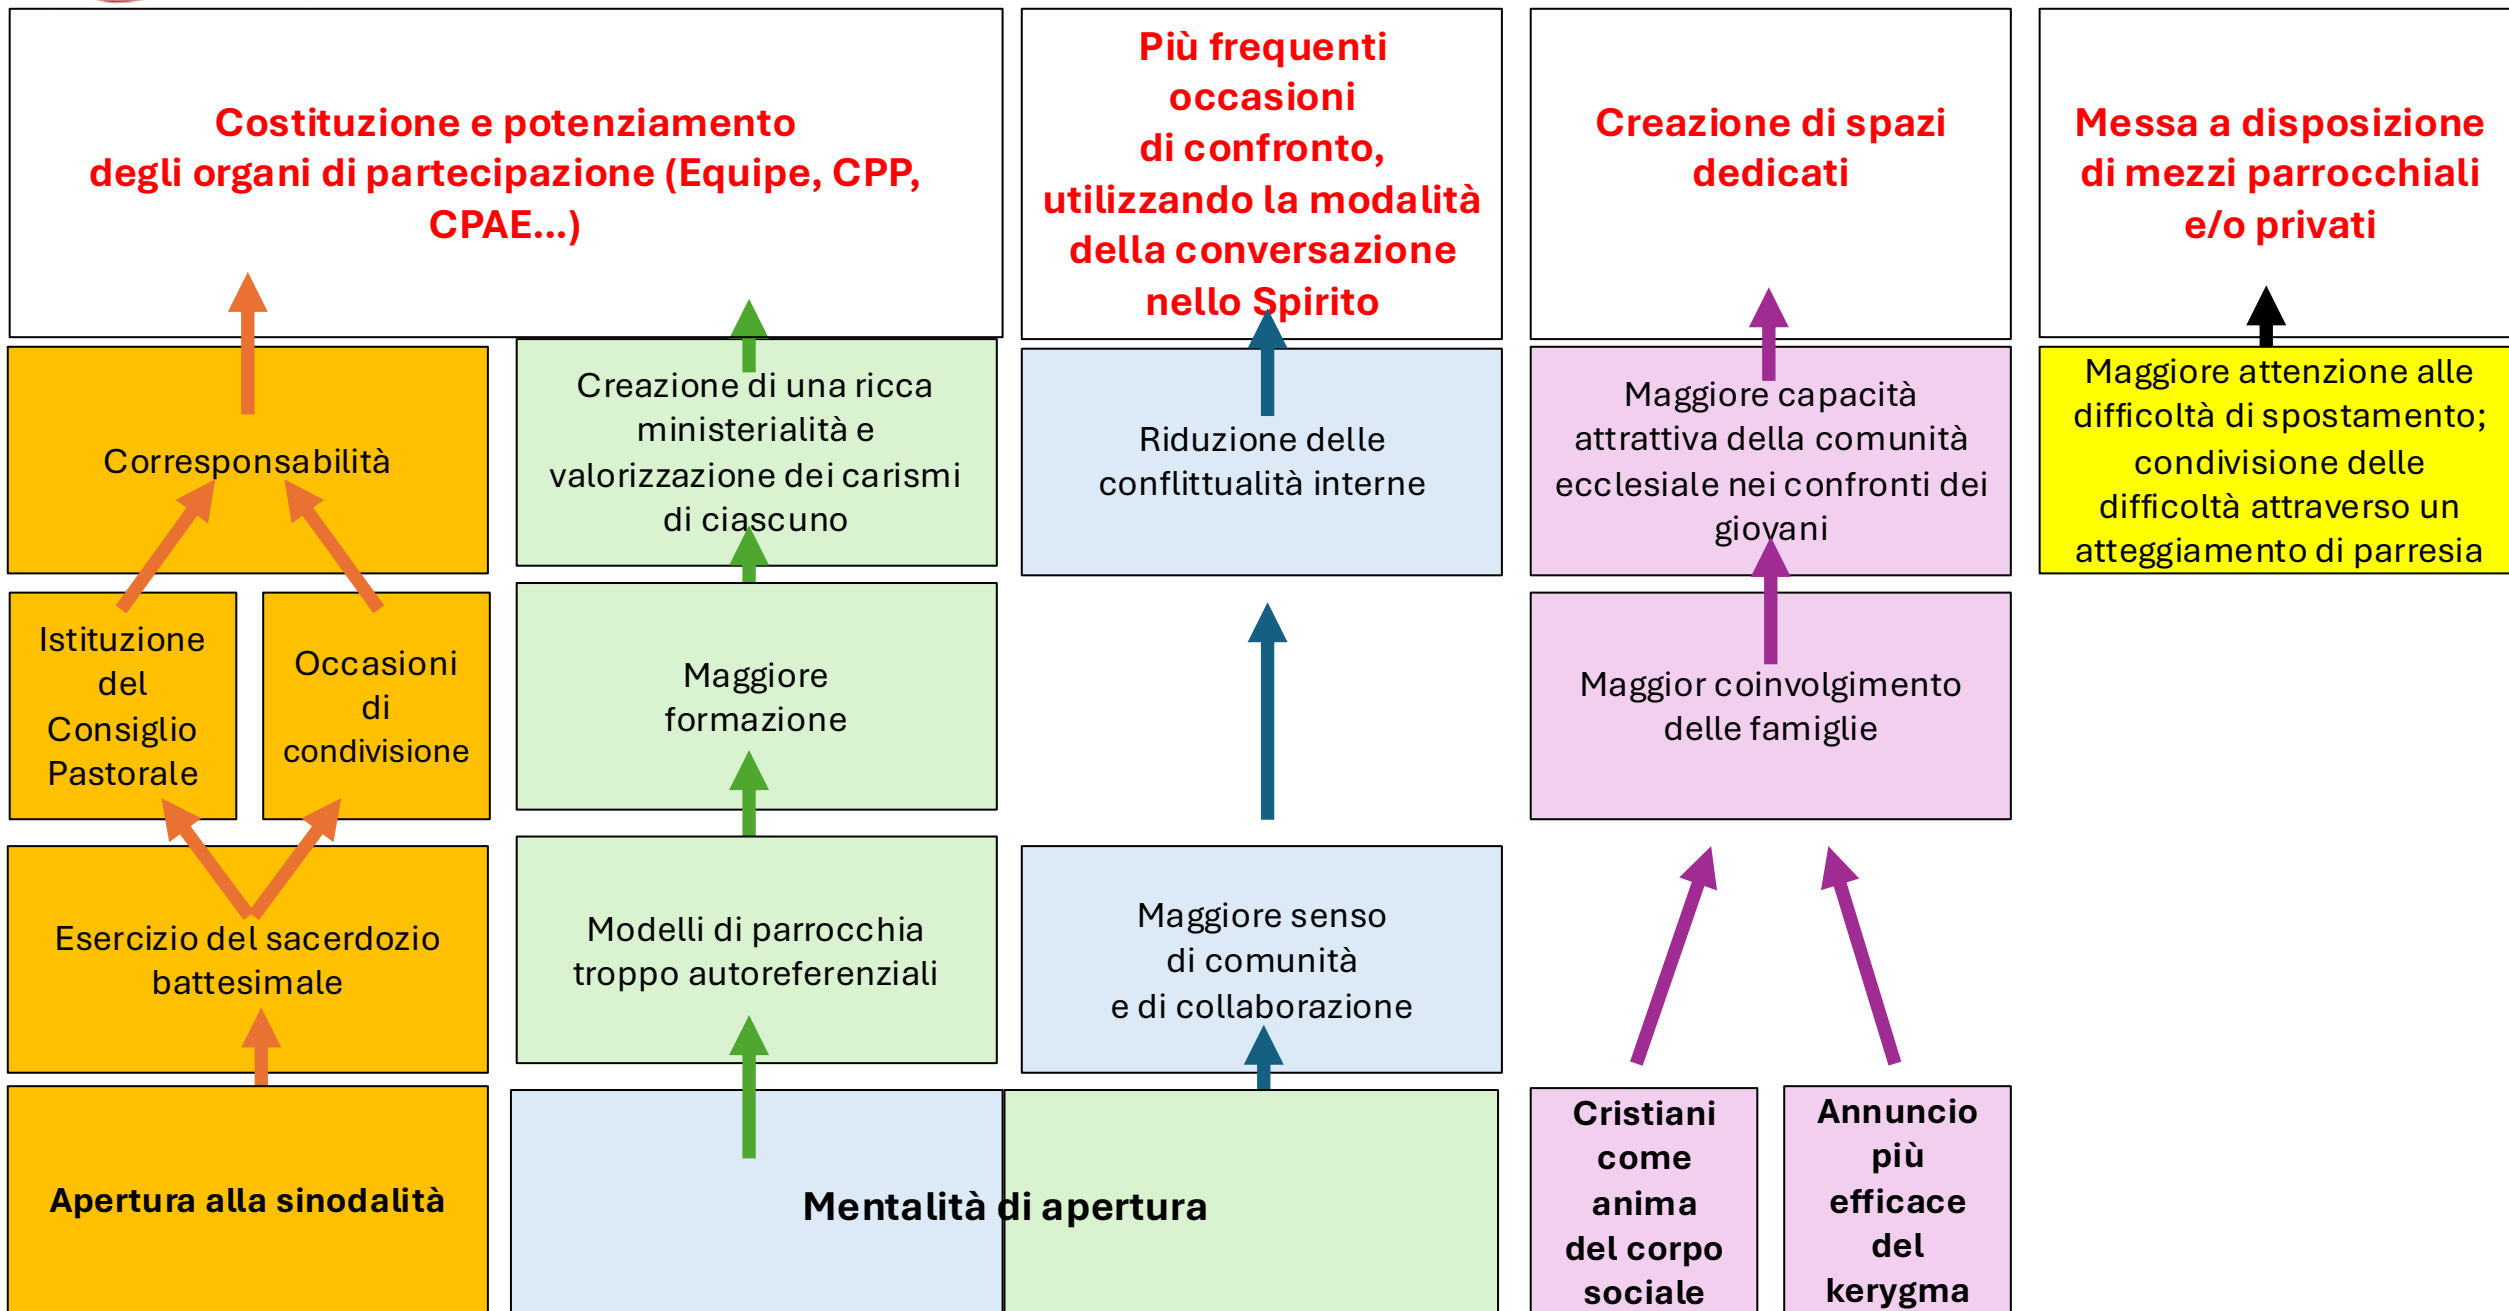 Costituzione e potenziamento
degli organi di partecipazione (Equipe, CPP,
CPAE...)
Più frequenti
occasioni
di confronto,
utilizzando la modalità
della conversazione
nello Spirito
Creazione di spazi
dedicati
Messa a disposizione
di mezzi parrocchiali
e/o privati
Corresponsabilità
Creazione di una ricca
ministerialità e
valorizzazione dei carismi
di ciascuno
Riduzione delle
conflittualità interne
Maggiore capacità
attrattiva della comunità
ecclesiale nei confronti dei
giovani
Maggiore attenzione alle
difficoltà di spostamento;
condivisione delle
difficoltà attraverso un
atteggiamento di parresia
Istituzione
del
Consiglio
Pastorale
Occasioni
di
condivisione
Maggiore
formazione
Maggior coinvolgimento
delle famiglie
Esercizio del sacerdozio
battesimale
Modelli di parrocchia
troppo autoreferenziali
Maggiore senso
di comunità
e di collaborazione
Apertura alla sinodalità
Mentalità di apertura
Cristiani
come
anima
del corpo
sociale
Annuncio
più
efficace
del
kerygma